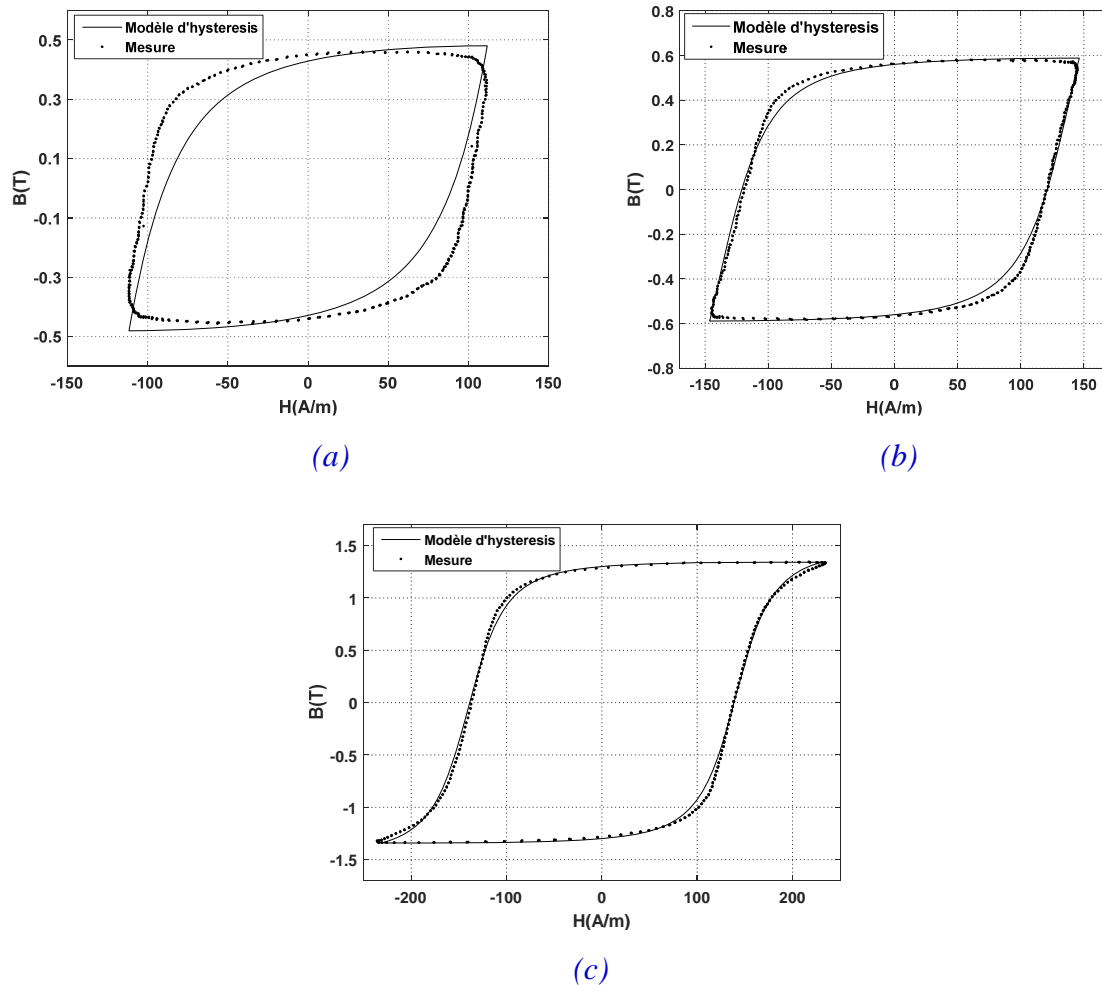 Modèle d'hysteresis
Mesure
0.5
0.3
0.1
-0.1
-0.3
-0.5
B(T)
-150 -100 -50 0 50 100 150
H(A/m)
(a)
Modèle d'hysteresis
Mesure
0.8
0.6
0.4
0.2
0
-0.2
-0.4
-0.6
-0.8
B(T)
-150 -100 -50 0 50 100 150
H(A/m)
(b)
Modèle d'hysteresis
Mesure
1.5
1
0.5
0
-0.5
-1
-1.5
B(T)
-200 -100 0 100 200
H(A/m)
(c)